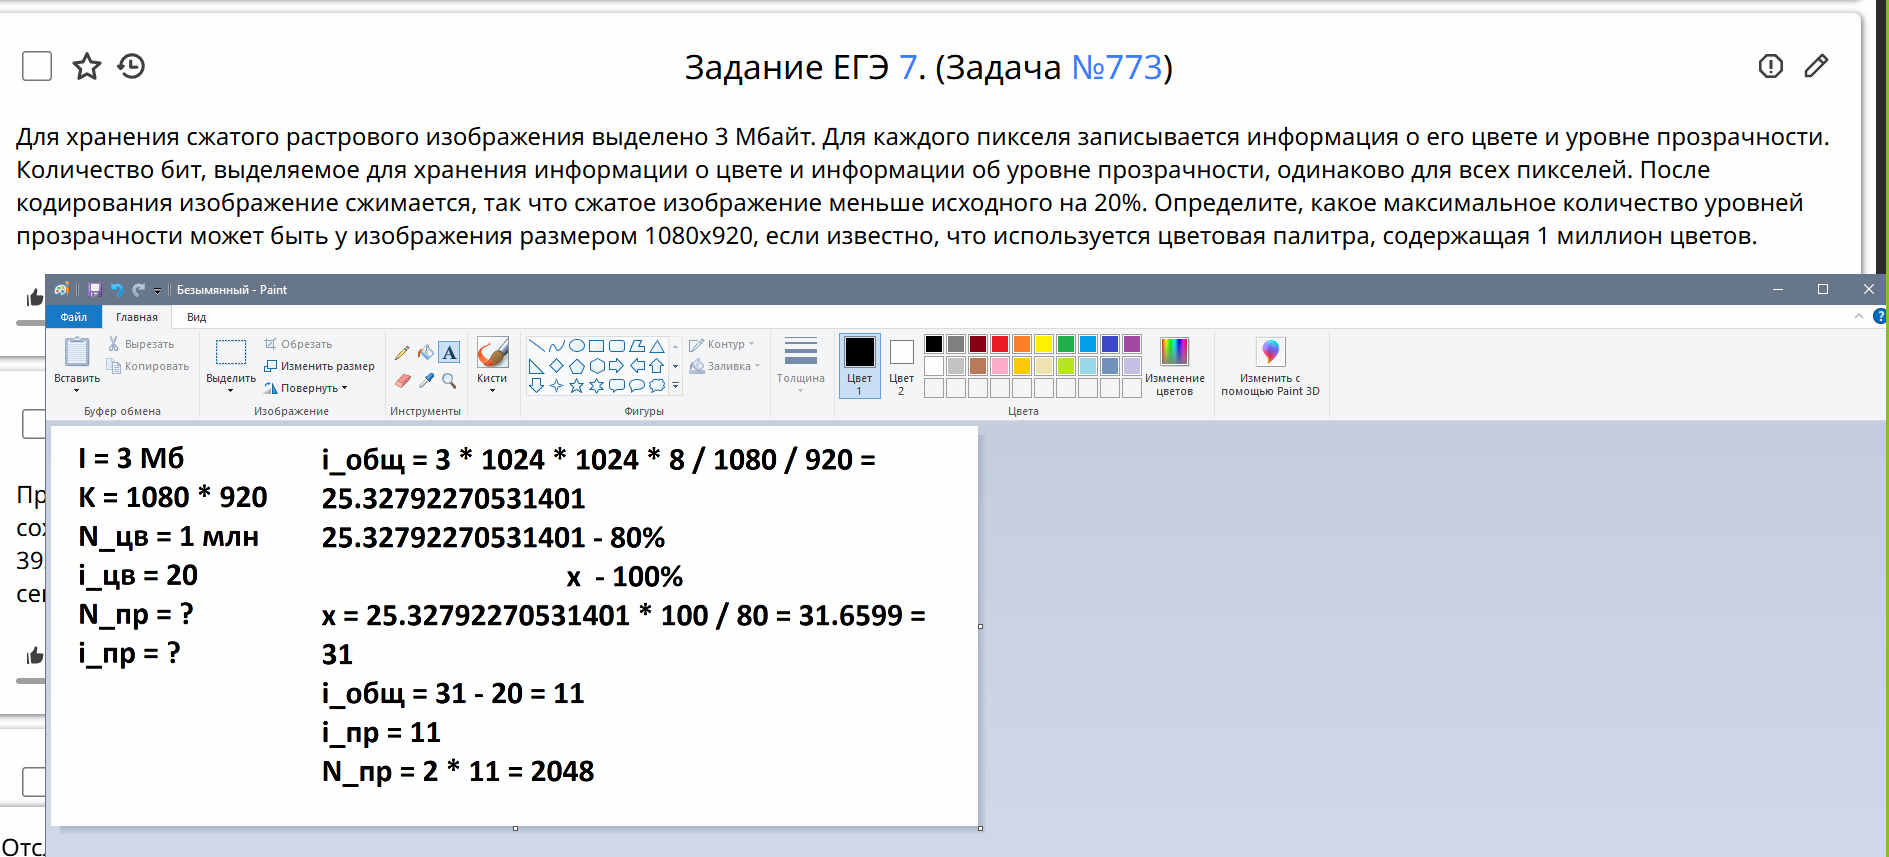 Задание ЕГЭ 7. (Задача №773)
Для хранения сжатого растрового изображения выделено 3 Мбайт. Для каждого пикселя записывается информация о его цвете и уровне прозрачности.
Количество бит, выделяемое для хранения информации о цвете и информации об уровне прозрачности, одинаково для всех пикселей. После
кодирования изображение сжимается, так что сжатое изображение меньше исходного на 20%. Определите, какое максимальное количество уровней
прозрачности может быть у изображения размером 1080x920, если известно, что используется цветовая палитра, содержащая 1 миллион цветов.
Безымянный - Paint
Файл Главная Вид
Вставить
Вырезать
Копировать
Буфер обмена
Выделить
Обрезать
Изменить размер
Повернуть
Изображение
A
Инструменты
Кисти
Контур
Заливка
Фигуры
Толщина
Цвет 1
Цвет 2
Изменение цветов
Цвета
Изменить с помощью Paint 3D
Пр
39
Отс
I = 3 Мб
K = 1080 * 920
N_цв = 1 млн
i_цв = 20
N_пр = ?
i_пр = ?
i_общ = 3 * 1024 * 1024 * 8 / 1080 / 920 =
25.32792270531401
25.32792270531401 - 80%
x - 100%
x = 25.32792270531401 * 100 / 80 = 31.6599 =
31
i_общ = 31 - 20 = 11
i_пр = 11
N_пр = 2 * 11 = 2048